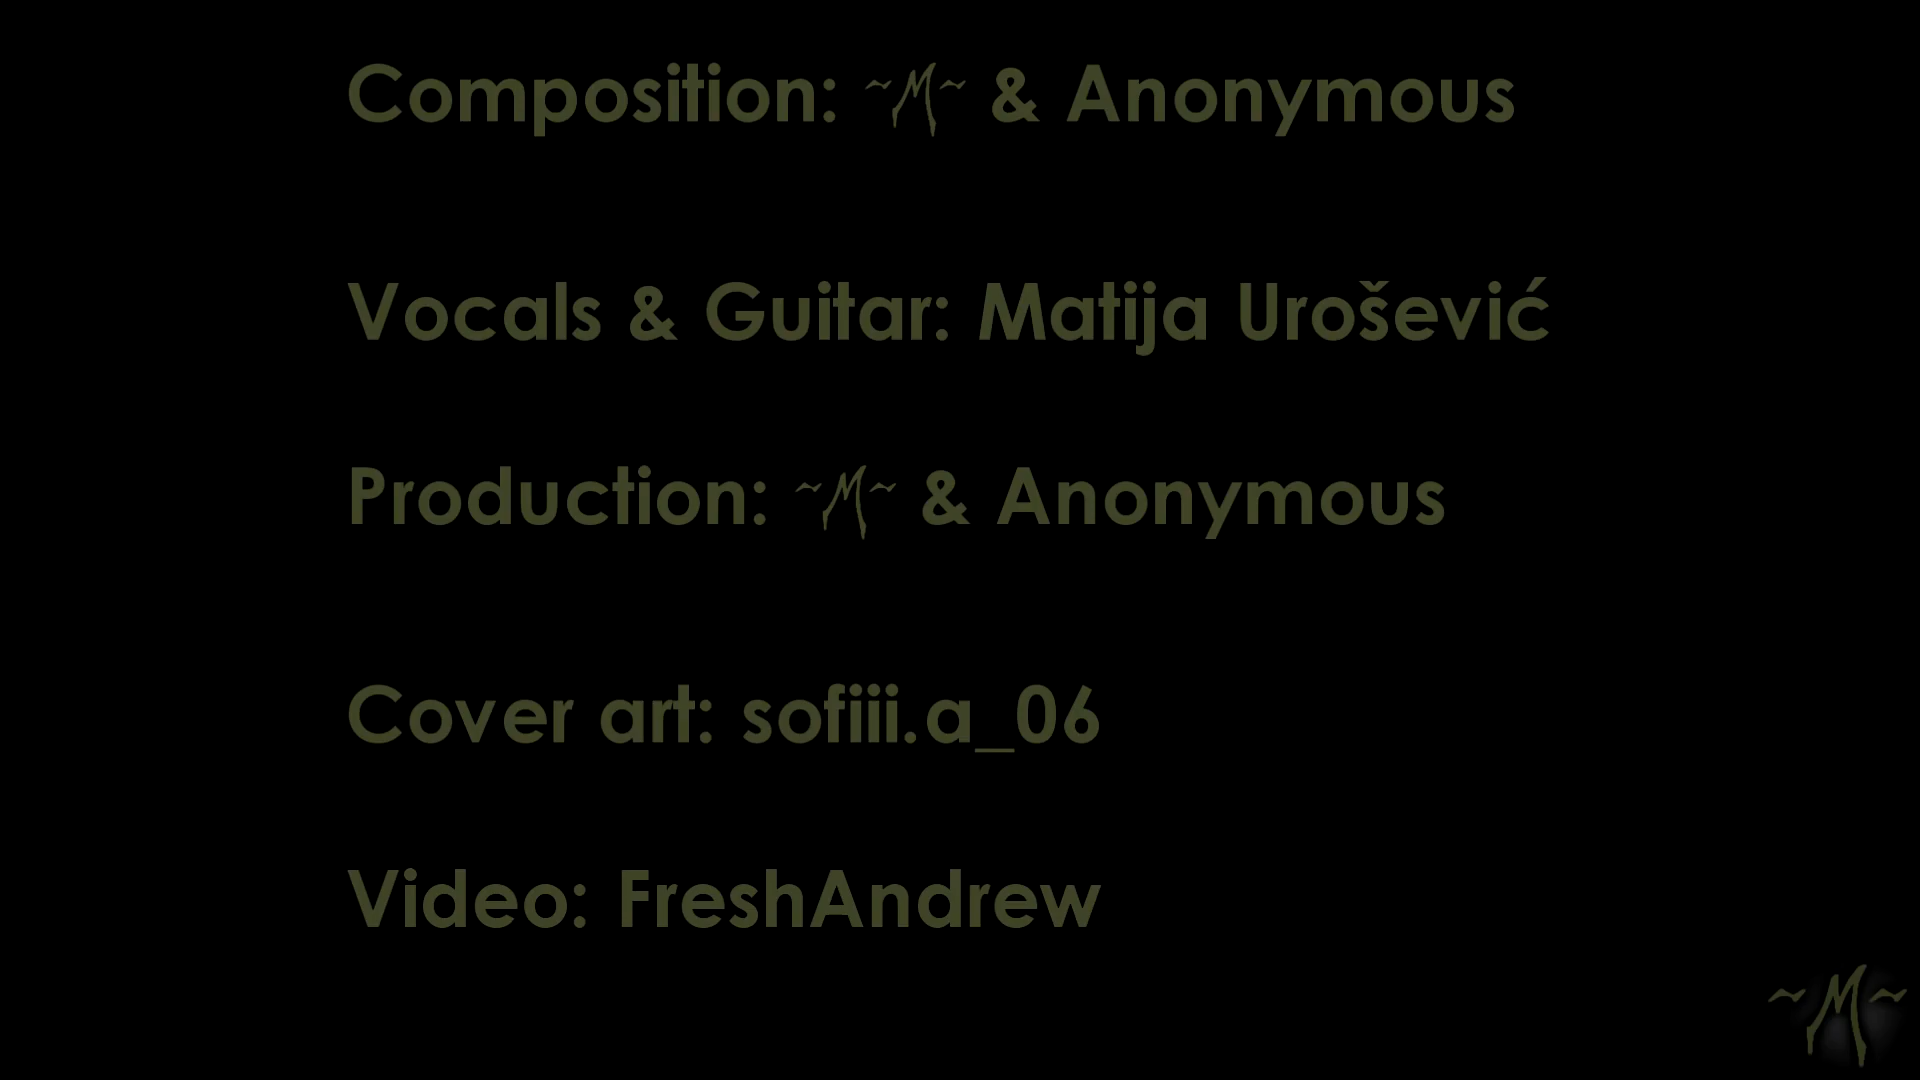 Composition: ~M~ & Anonymous
Vocals & Guitar: Matija Urošević
Production: ~M~ & Anonymous
Cover art: sofiii.a_06
Video: FreshAndrew
~M~